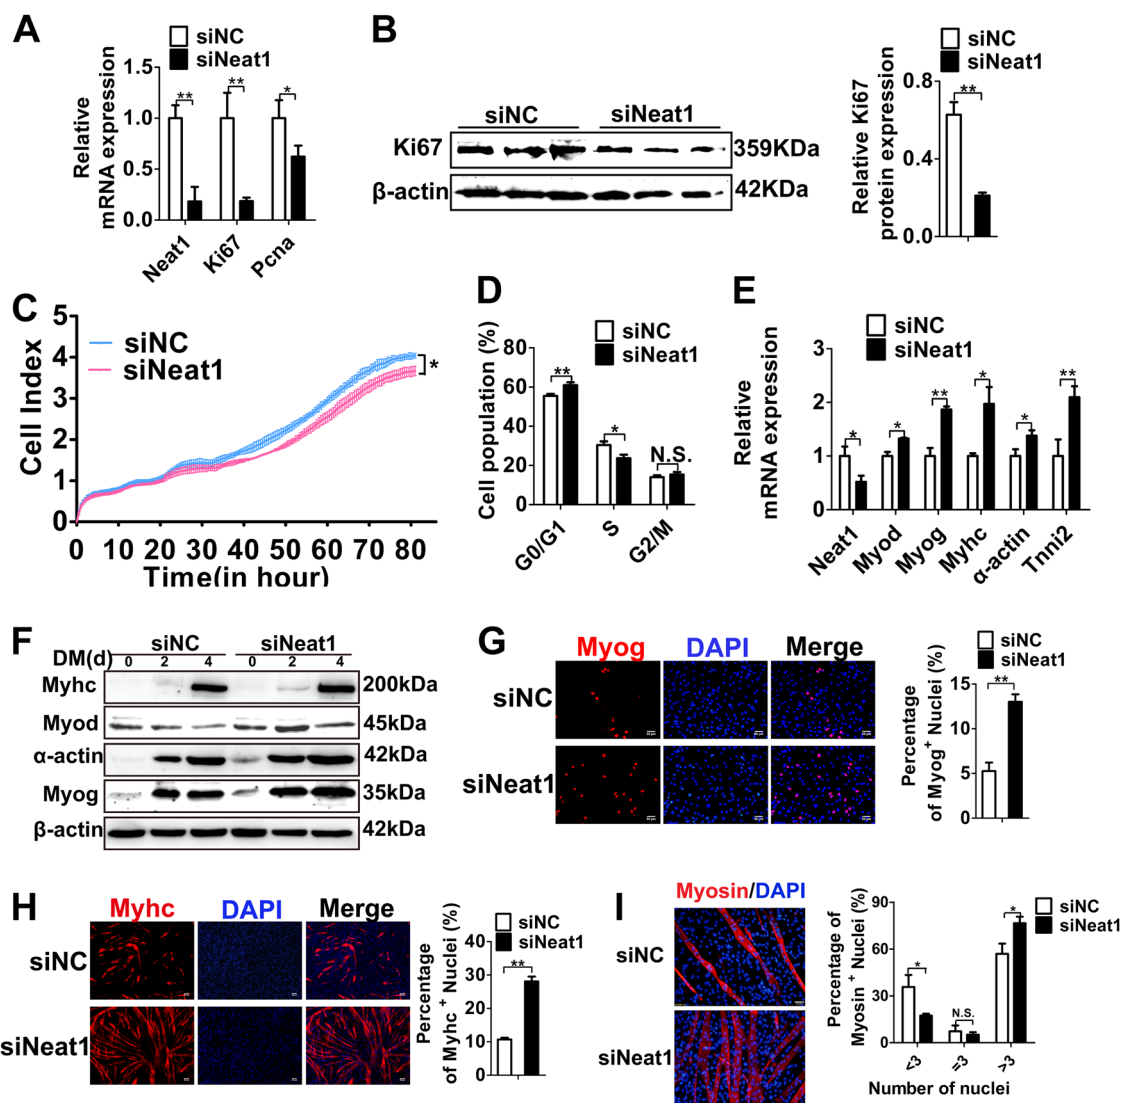 A
siNC
siNeat1
Relative
mRNA expression
1.5
1.0
0.5
0.0
**
**
*
Neat1
Ki67
Pcna
B
siNC
siNeat1
Ki67
359KDa
β-actin
42KDa
siNC
siNeat1
Relative Ki67
protein expression
0.8
0.4
0.0
**
C
Cell Index
5
4
3
2
1
0
siNC
siNeat1
*
0 10 20 30 40 50 60 70 80
Time(in hour)
D
siNC
siNeat1
Cell population (%)
80
60
40
20
0
**
*
N.S.
G0/G1
S
G2/M
E
siNC
siNeat1
Relative
mRNA expression
3
2
1
0
*
*
**
*
*
**
Neat1
Myod
Myog
Myhc
α-actin
Tnni2
F
siNC
siNeat1
DM(d) 0 2 4 0 2 4
Myhc
200kDa
Myod
45kDa
α-actin
42kDa
Myog
35kDa
β-actin
42kDa
G
Myog
DAPI
Merge
siNC
siNeat1
siNC
siNeat1
Percentage
of Myog+ Nuclei (%)
15
10
5
0
**
H
Myhc
DAPI
Merge
siNC
siNeat1
siNC
siNeat1
Percentage
of Myhc + Nuclei (%)
40
30
20
10
0
**
I
Myosin/DAPI
siNC
siNeat1
siNC
siNeat1
Percentage of
Myosin + Nuclei (%)
90
60
30
0
*
N.S.
*
<3
=3
>3
Number of nuclei